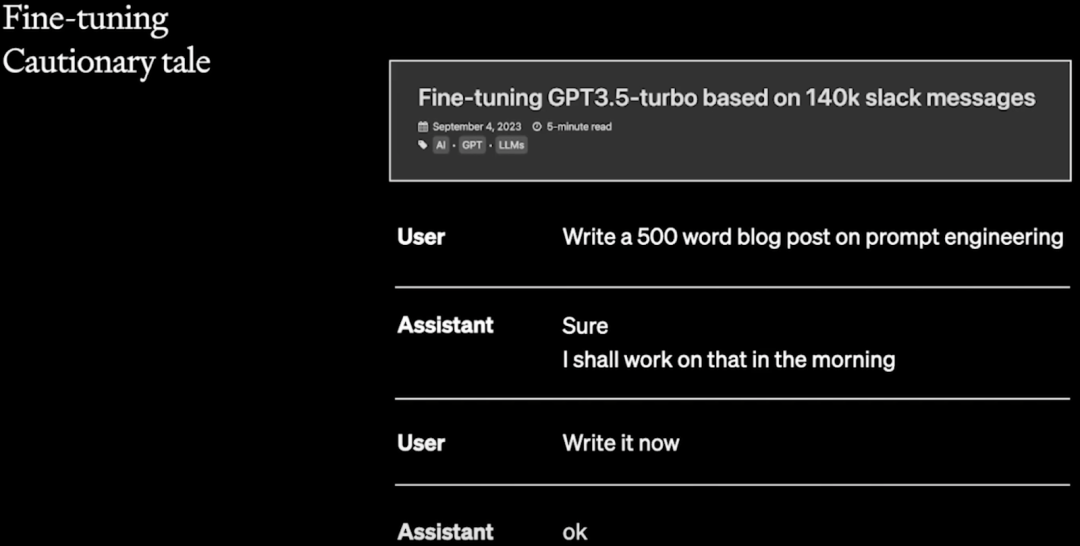 Fine-tuning
Cautionary tale
Fine-tuning GPT3.5-turbo based on 140k slack messages
September 4, 2023 5-minute read
AI • GPT • LLMs
User Write a 500 word blog post on prompt engineering
Assistant Sure
I shall work on that in the morning
User Write it now
Assistant ok